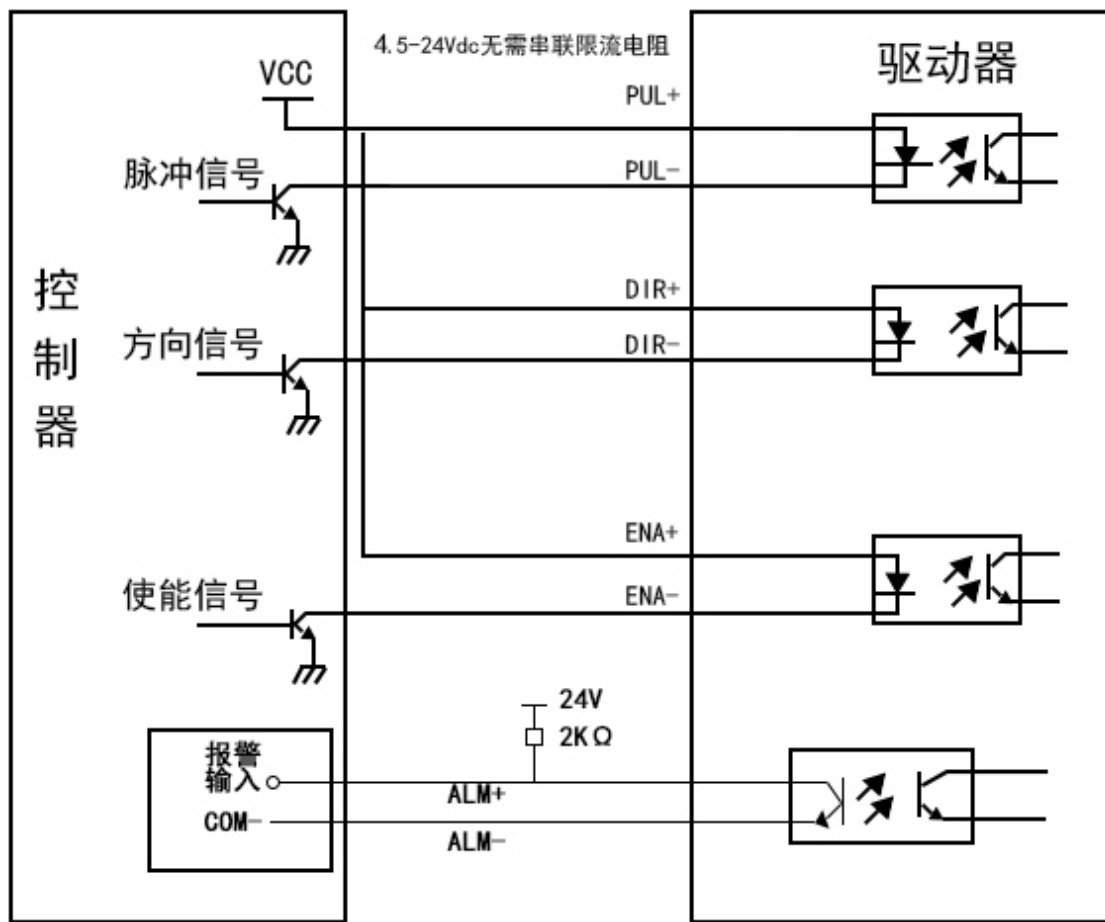 4.5-24Vdc无需串联限流电阻
驱动器
VCC
PUL+
脉冲信号
PUL-
控制器
DIR+
方向信号
DIR-
ENA+
使能信号
ENA-
24V
2KΩ
报警
输入
ALM+
COM-
ALM-